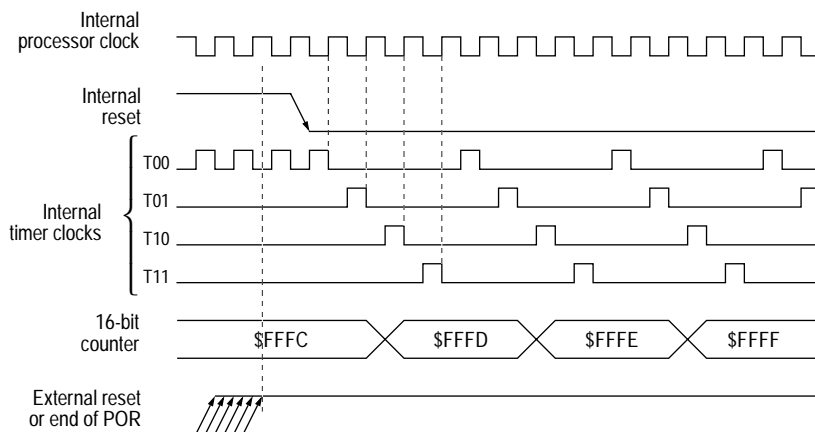 Internal
processor clock
Internal
reset
T00
T01
Internal
timer clocks
T10
T11
16-bit
counter
$FFFC
$FFFD
$FFFE
$FFFF
External reset
or end of POR